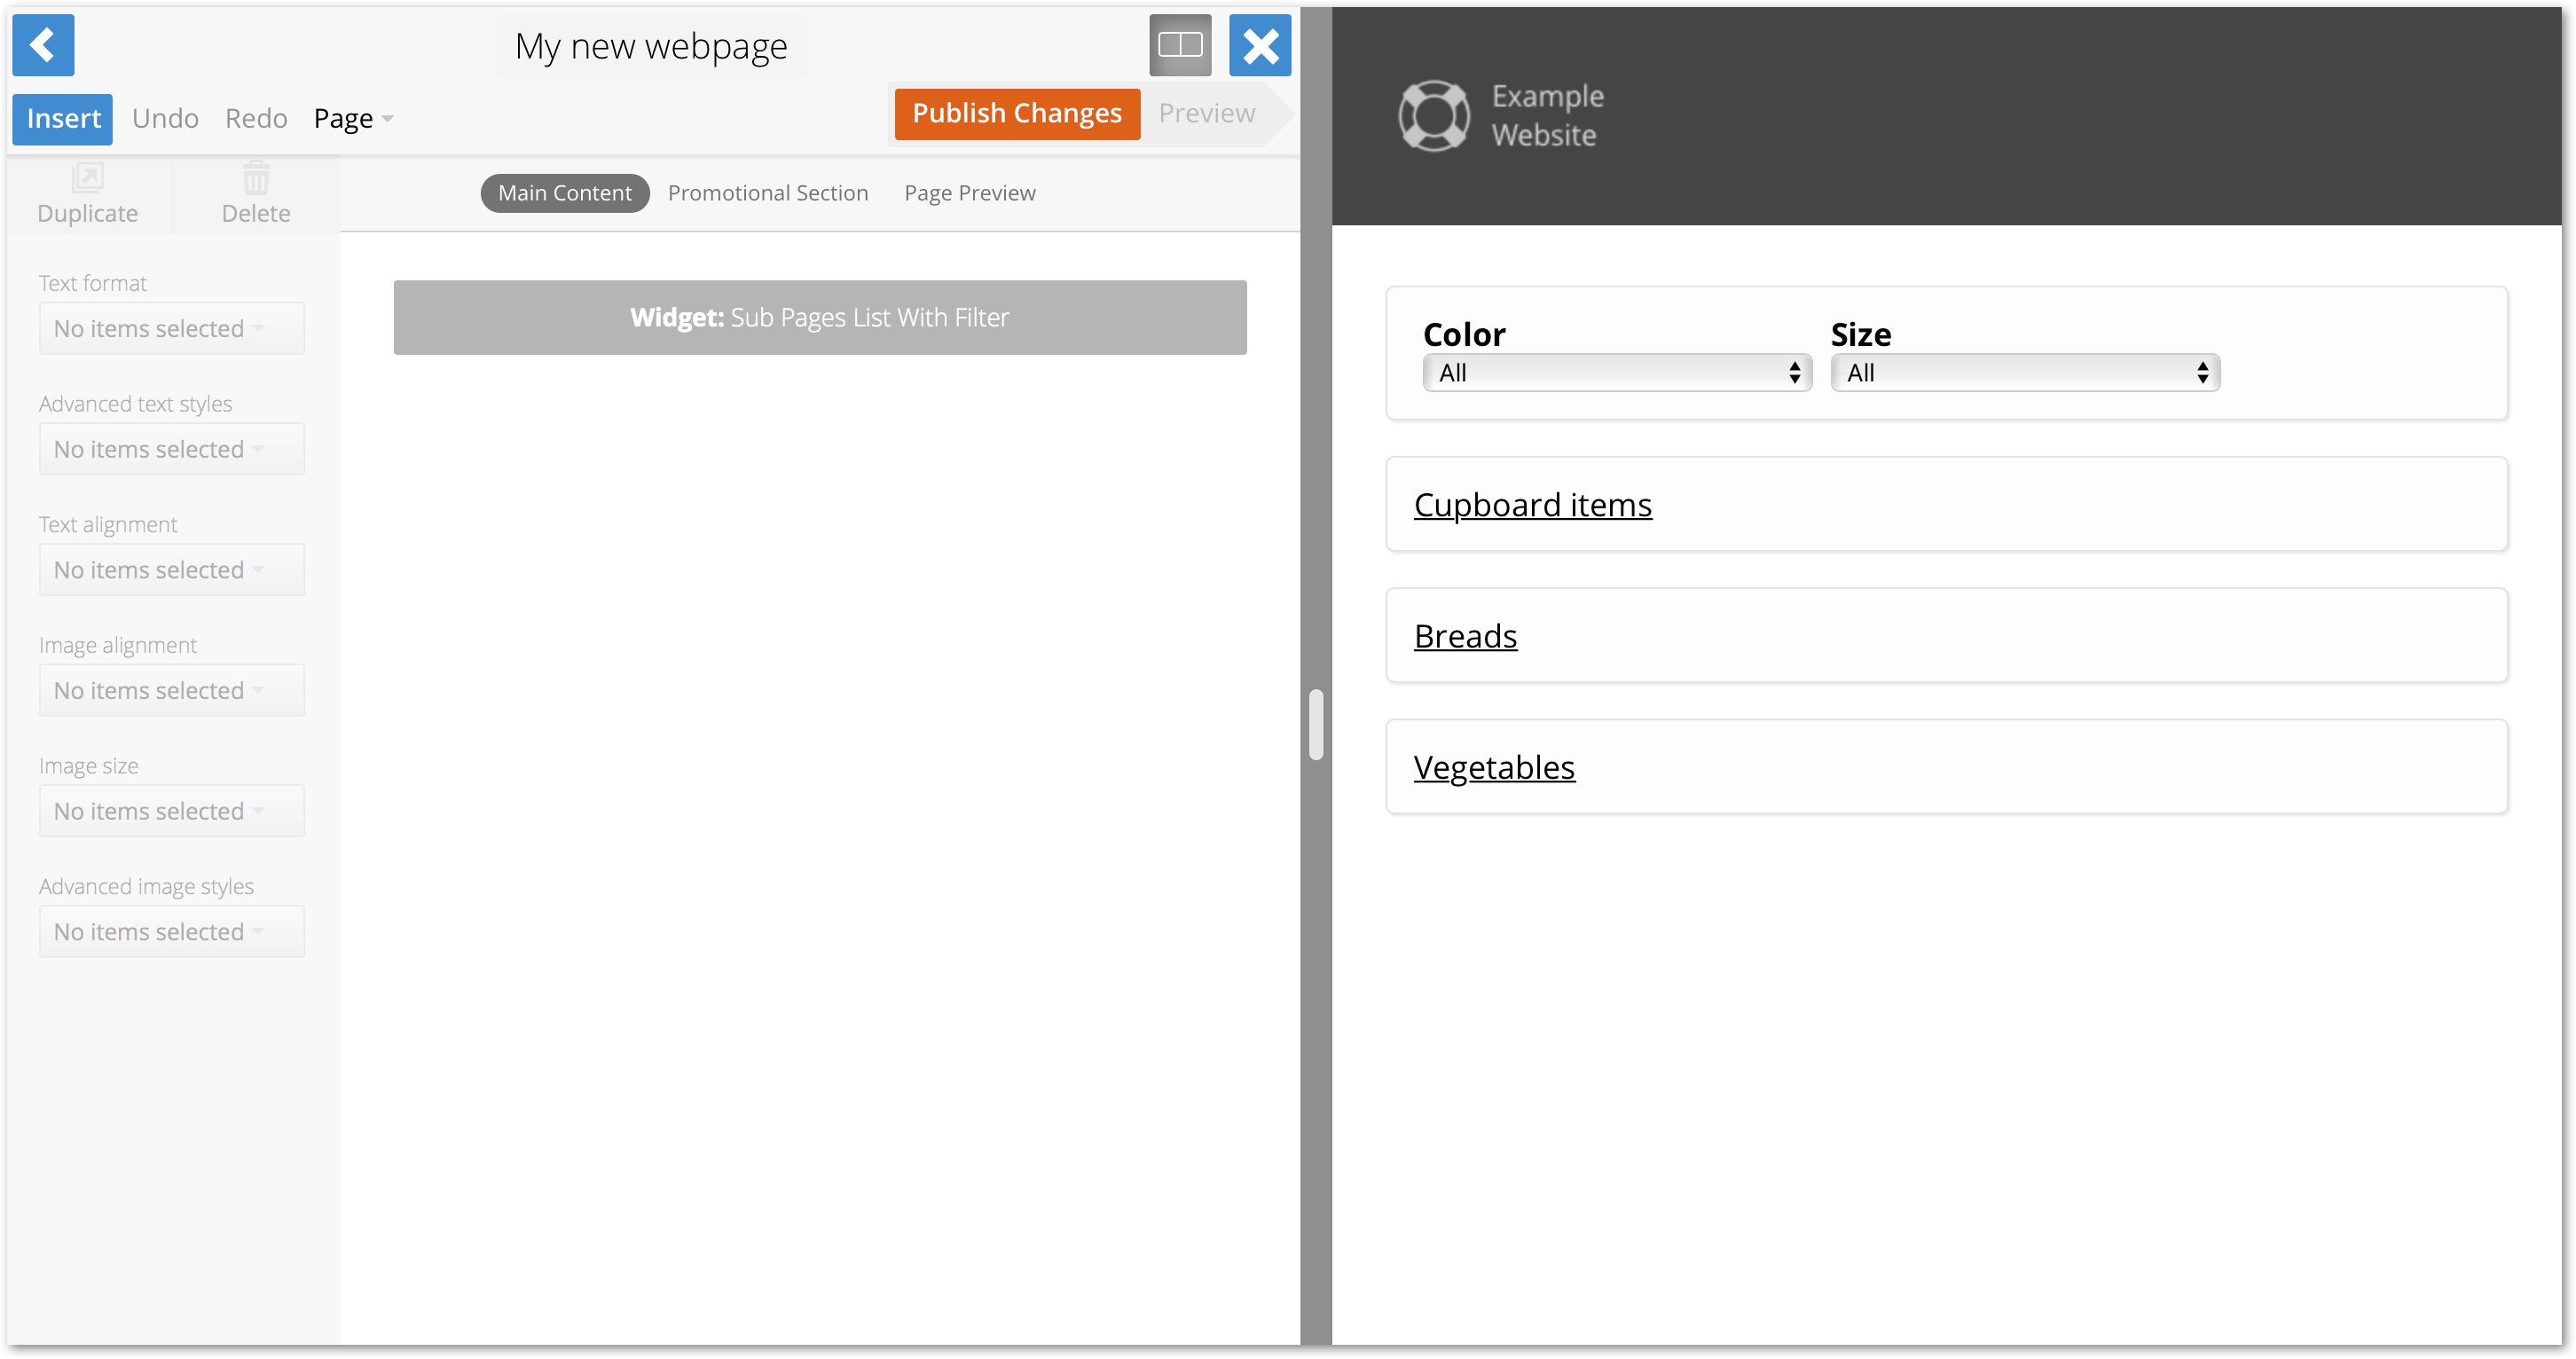 My new webpage
Insert Undo Redo Page
Publish Changes Preview
Duplicate Delete
Main Content Promotional Section Page Preview
Text format
No items selected
Advanced text styles
No items selected
Text alignment
No items selected
Image alignment
No items selected
Image size
No items selected
Advanced image styles
No items selected
Widget: Sub Pages List With Filter
Example
Website
Color Size
All All
Cupboard items
Breads
Vegetables